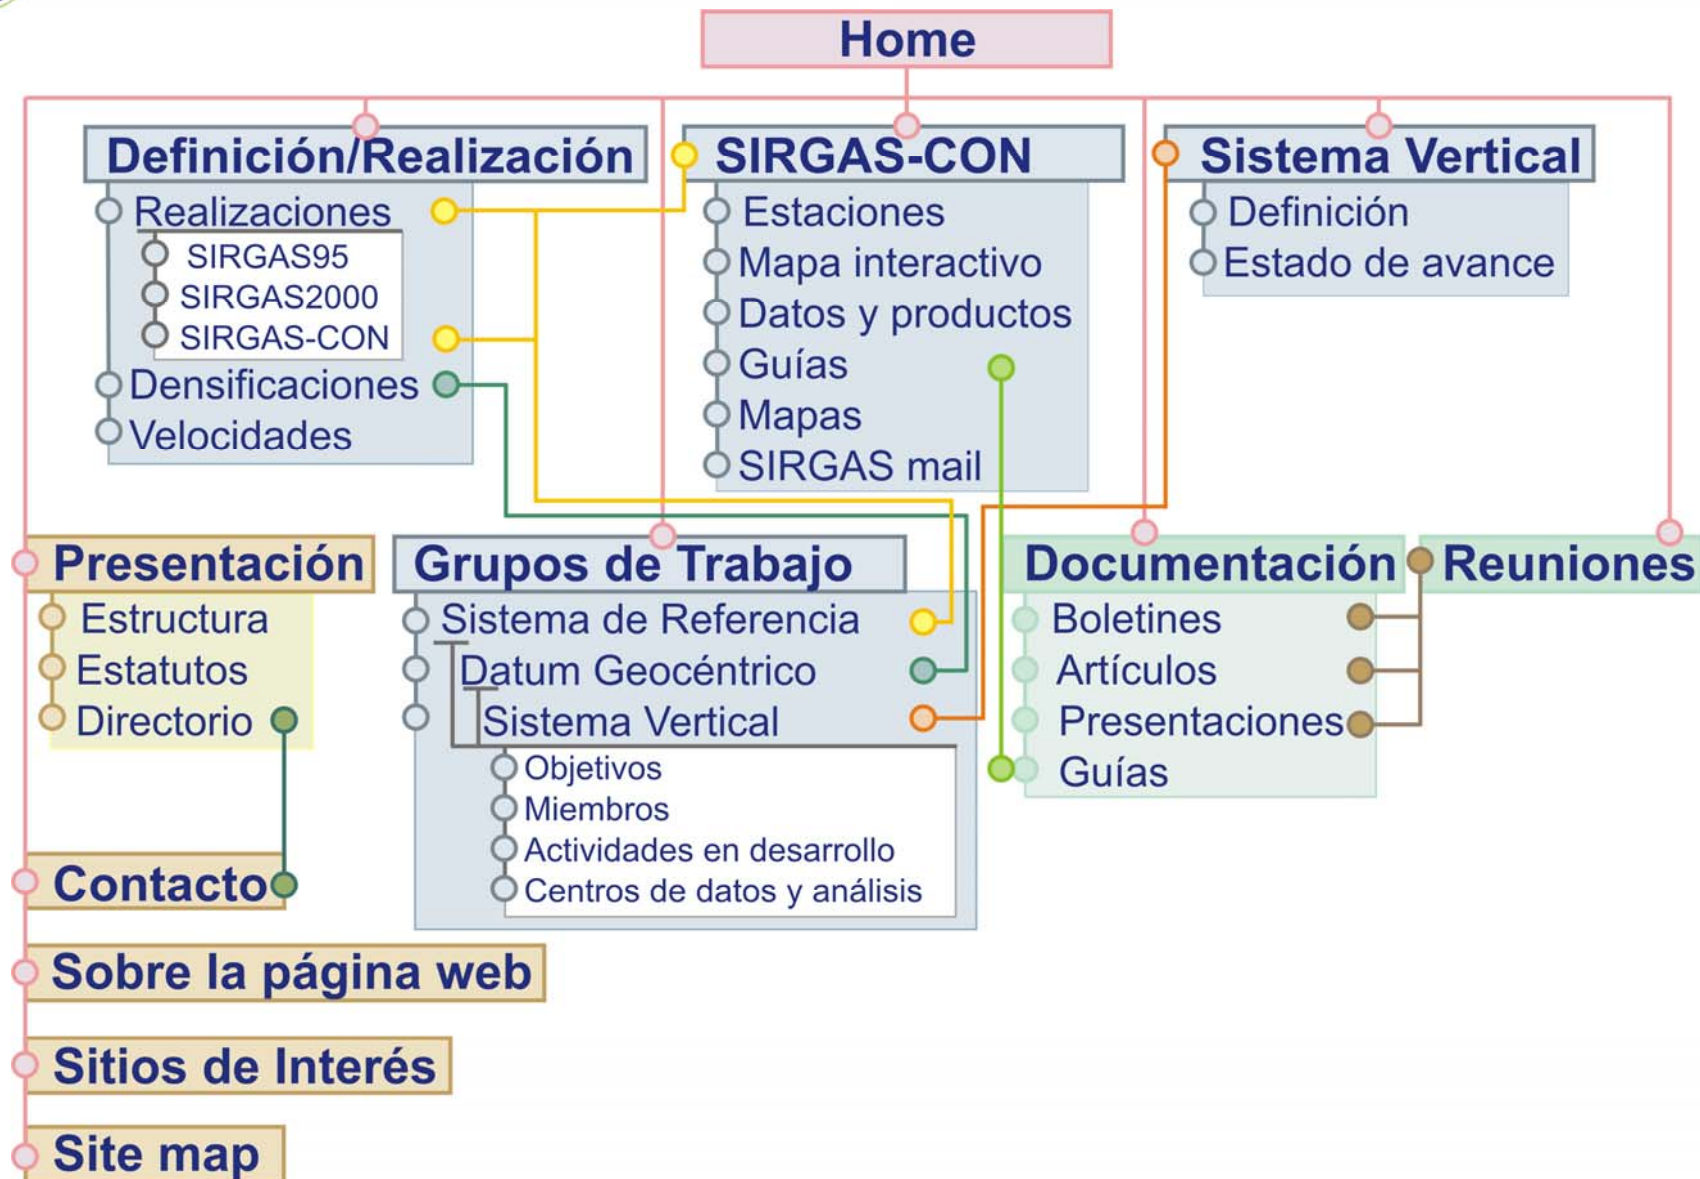 Home
Definición/Realización
Realizaciones
SIRGAS95
SIRGAS2000
SIRGAS-CON
Densificaciones
Velocidades
SIRGAS-CON
Estaciones
Mapa interactivo
Datos y productos
Guías
Mapas
SIRGAS mail
Sistema Vertical
Definición
Estado de avance
Presentación
Estructura
Estatutos
Directorio
Grupos de Trabajo
Sistema de Referencia
Datum Geocéntrico
Sistema Vertical
Objetivos
Miembros
Actividades en desarrollo
Centros de datos y análisis
Documentación
Boletines
Artículos
Presentaciones
Guías
Reuniones
Contacto
Sobre la página web
Sitios de Interés
Site map